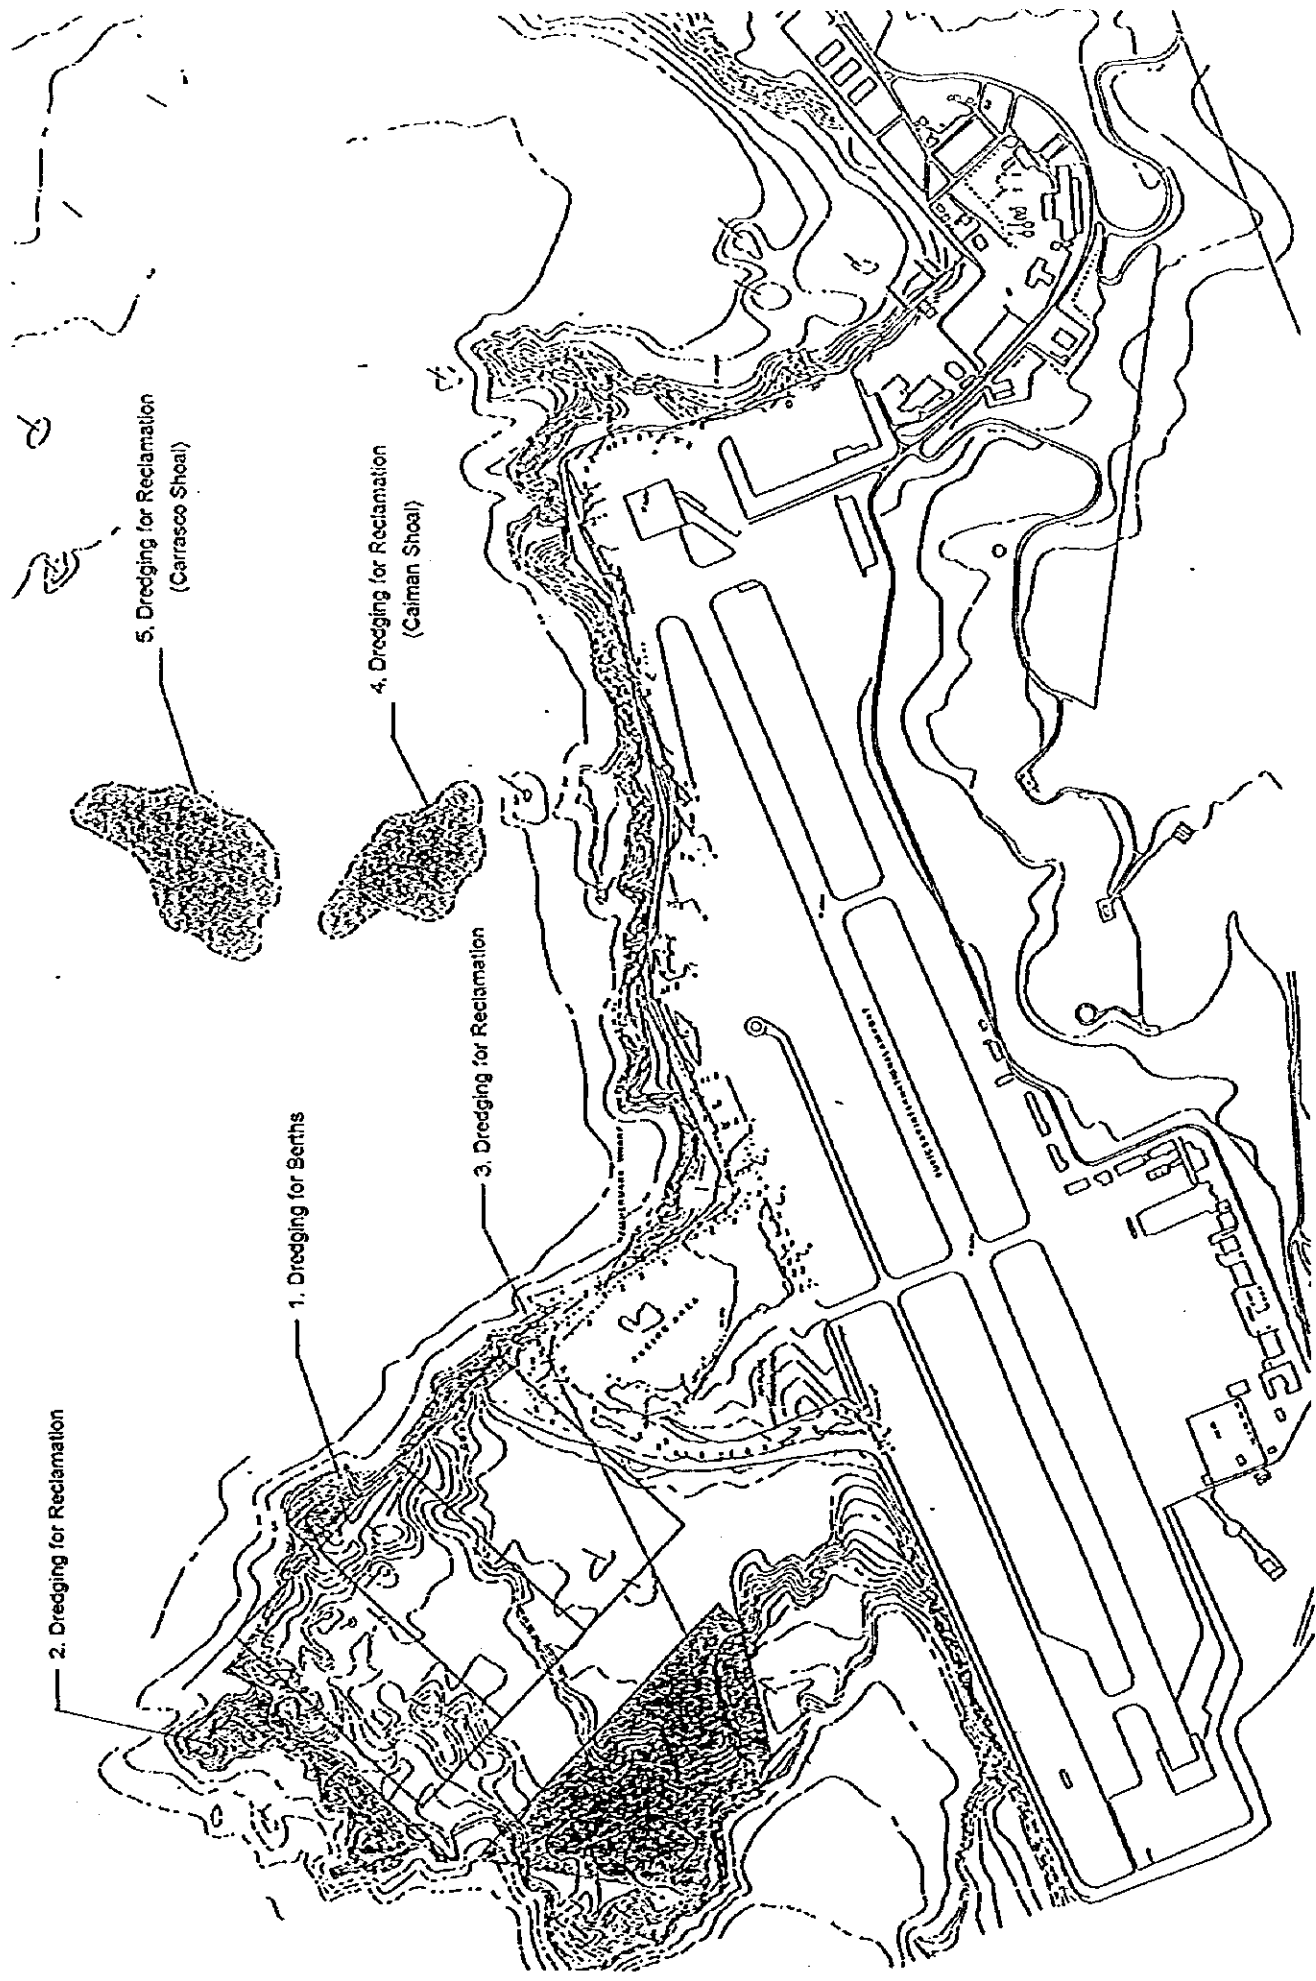 2. Dredging for Reclamation
1. Dredging for Berths
3. Dredging for Reclamation
4. Dredging for Reclamation
(Caiman Shoal)
5. Dredging for Reclamation
(Carrasco Shoal)